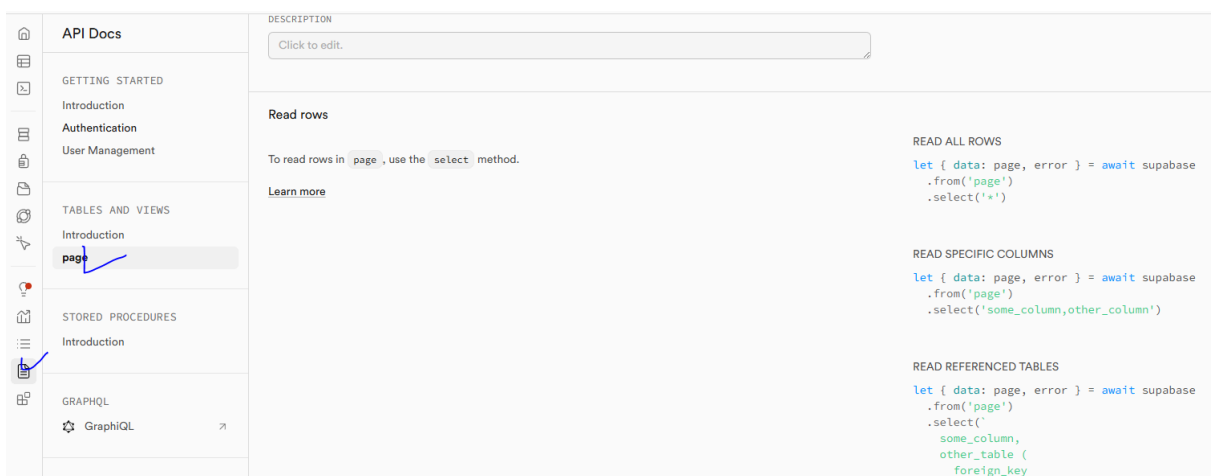 API Docs
GETTING STARTED
Introduction
Authentication
User Management
TABLES AND VIEWS
Introduction
page
STORED PROCEDURES
Introduction
GRAPHQL
GraphiQL
DESCRIPTION
Click to edit.
Read rows
To read rows in page , use the select method.
Learn more
READ ALL ROWS
let { data: page, error } = await supabase
.from('page')
.select('*')
READ SPECIFIC COLUMNS
let { data: page, error } = await supabase
.from('page')
.select('some_column,other_column')
READ REFERENCED TABLES
let { data: page, error } = await supabase
.from('page')
.select(`
some_column,
other_table (
foreign_key